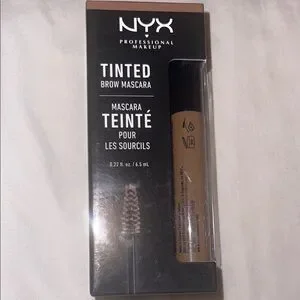 NYX
PROFESSIONAL
MAKEUP
TINTED
BROW MASCARA
MASCARA
TEINTÉ
POUR
LES SOURCILS
0.22 fl. oz. / 6.5 mL